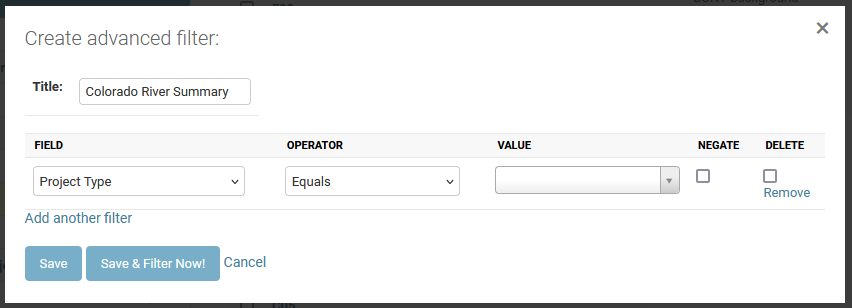 Create advanced filter:
×
Title: Colorado River Summary
FIELD OPERATOR VALUE NEGATE DELETE
Project Type Equals
Remove
Add another filter
Save Save & Filter Now! Cancel